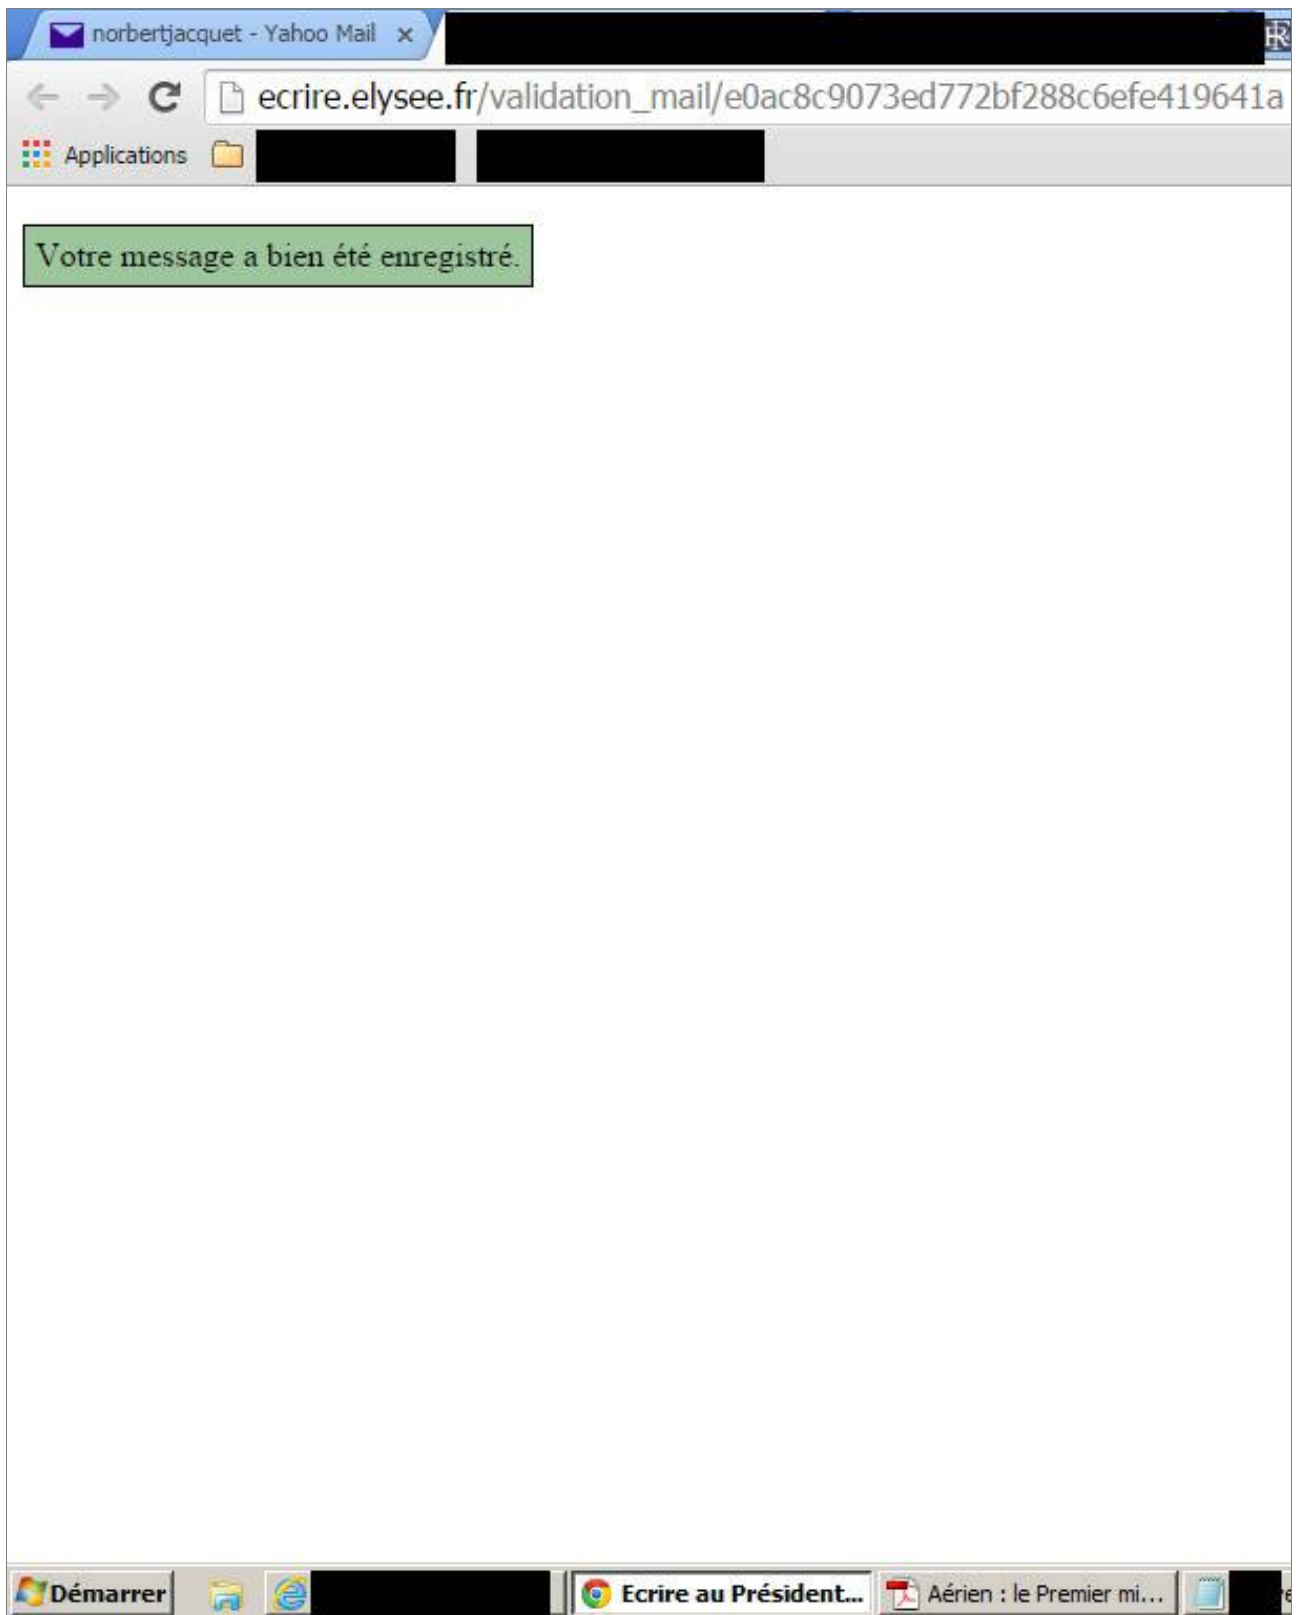 norbertjacquet - Yahoo Mail
ecrire.elysee.fr/validation_mail/e0ac8c9073ed772bf288c6efe419641a
Applications
Votre message a bien été enregistré.
Démarrer Ecrire au Président... Aérien : le Premier mi...